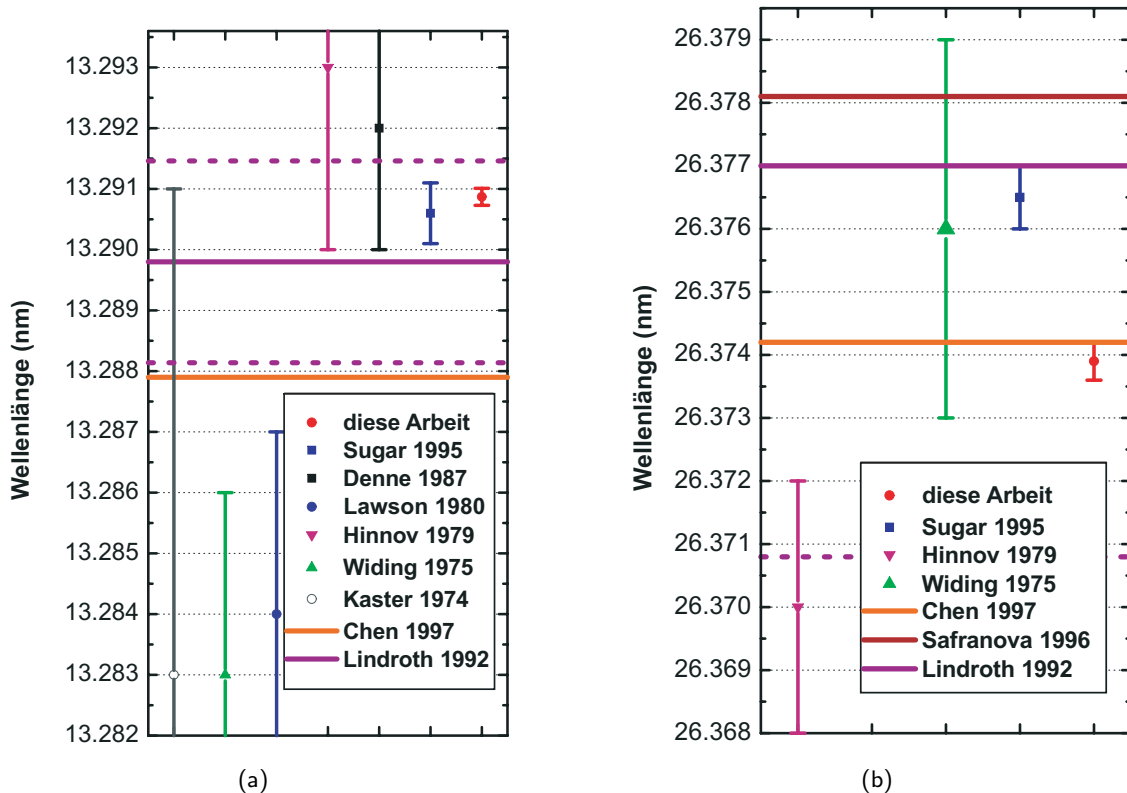 Wellenlänge (nm)
13.293
13.292
13.291
13.290
13.289
13.288
13.287
13.286
13.285
13.284
13.283
13.282
diese Arbeit
Sugar 1995
Denne 1987
Lawson 1980
Hinnov 1979
Widing 1975
Kaster 1974
Chen 1997
Lindroth 1992
(a)
Wellenlänge (nm)
26.379
26.378
26.377
26.376
26.375
26.374
26.373
26.372
26.371
26.370
26.369
26.368
diese Arbeit
Sugar 1995
Hinnov 1979
Widing 1975
Chen 1997
Safranova 1996
Lindroth 1992
(b)